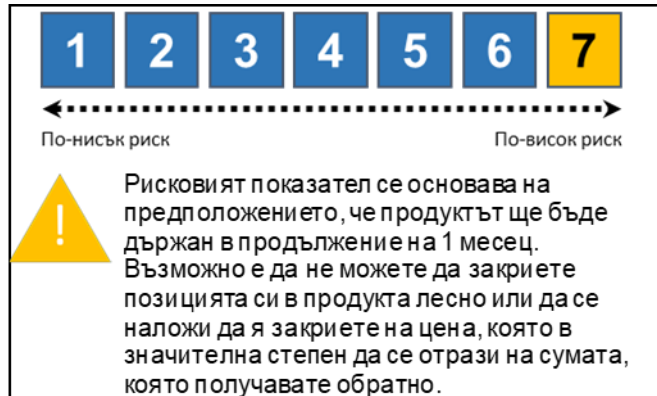 1 2 3 4 5 6 7
По-нисък риск По-висок риск
!
Рисковият показател се основава на
предположението, че продуктът ще бъде
държан в продължение на 1 месец.
Възможно е да не можете да закриете
позицията си в продукта лесно или да се
наложи да я закриете на цена, която в
значителна степен да се отрази на сумата,
която получавате обратно.